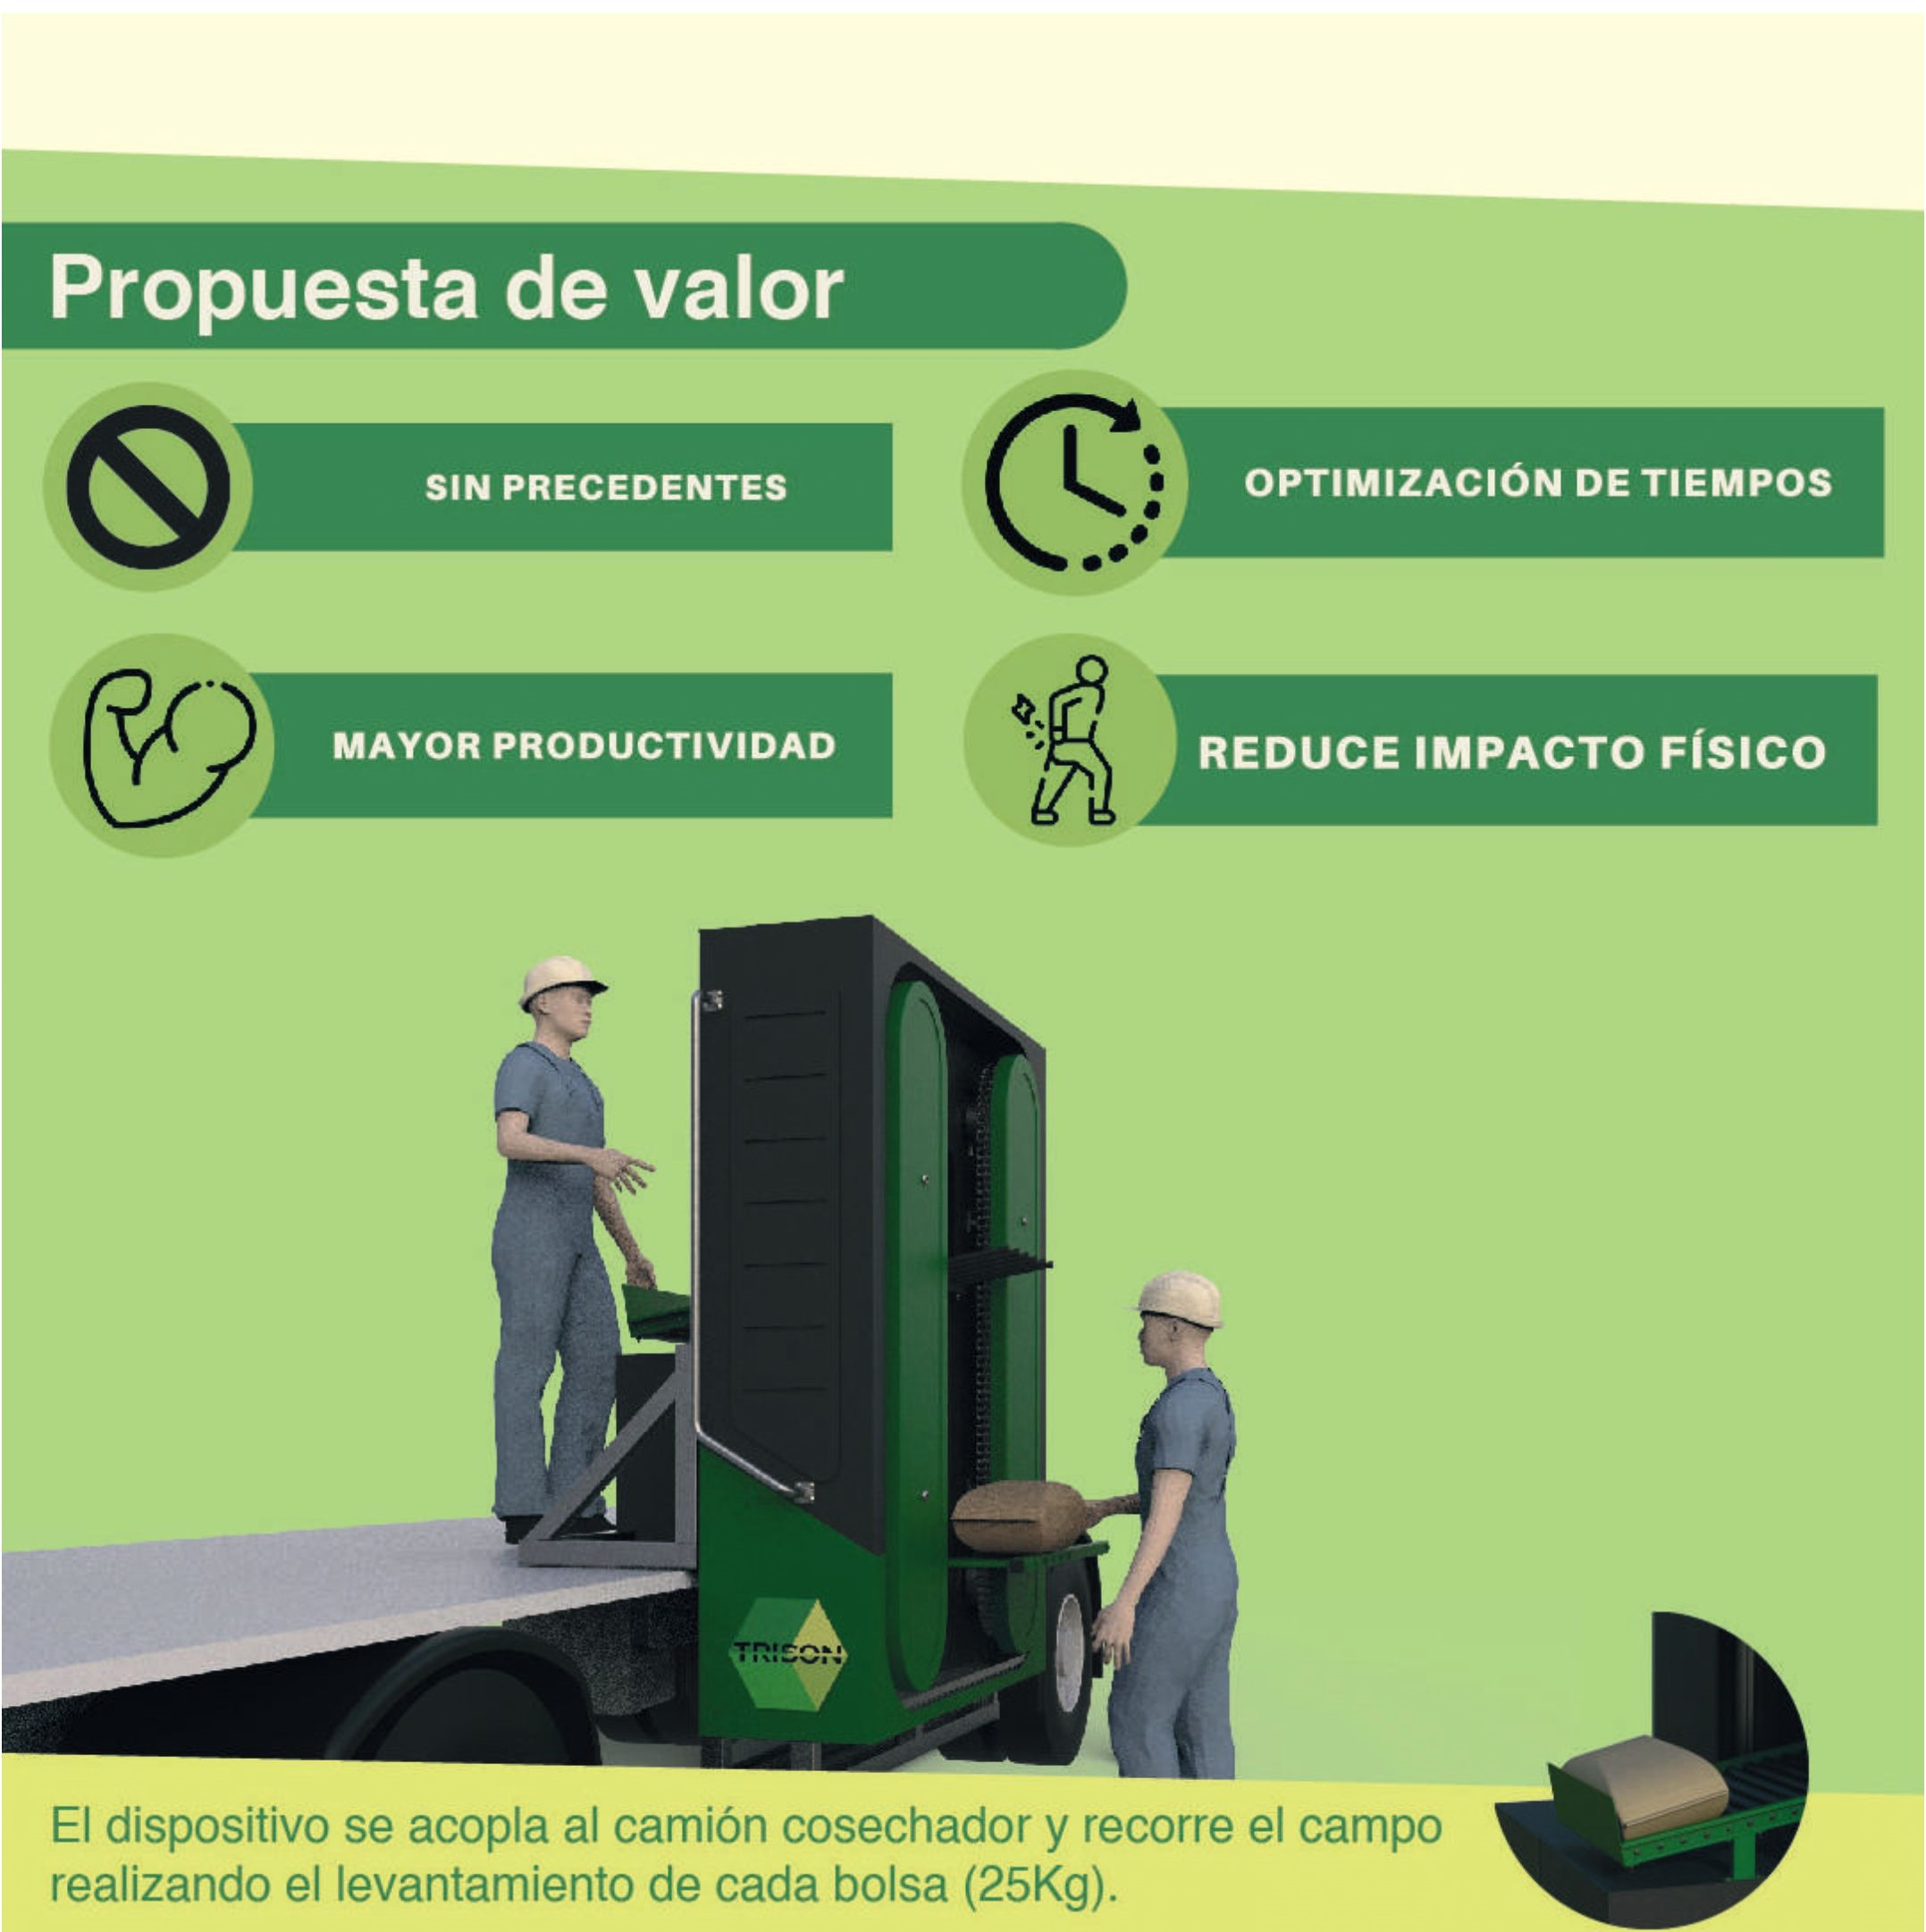 Propuesta de valor
SIN PRECEDENTES
OPTIMIZACIÓN DE TIEMPOS
MAYOR PRODUCTIVIDAD
REDUCE IMPACTO FÍSICO
TRISON
El dispositivo se acopla al camión cosechador y recorre el campo
realizando el levantamiento de cada bolsa (25Kg).